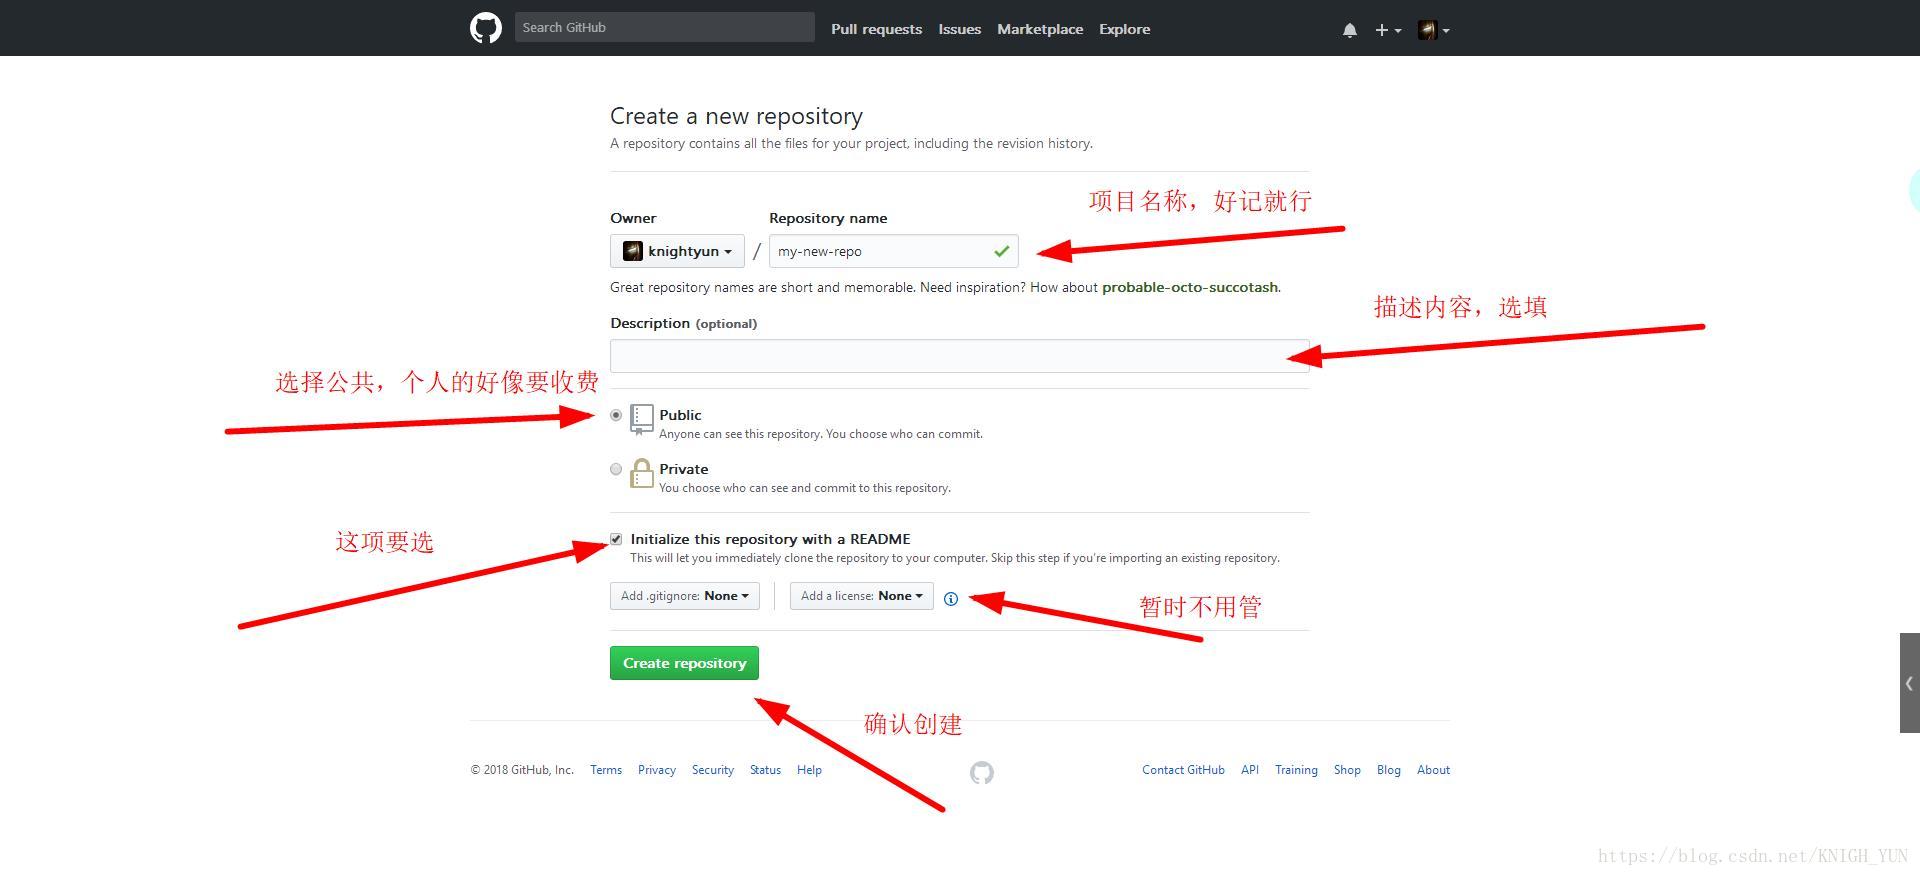 Search GitHub
Pull requests Issues Marketplace Explore
Create a new repository
A repository contains all the files for your project, including the revision history.
项目名称，好记就行
Owner Repository name
knightyun / my-new-repo
Great repository names are short and memorable. Need inspiration? How about probable-octo-succotash.
描述内容，选填
Description (optional)
选择公共，个人的好像要收费
Public
Anyone can see this repository. You choose who can commit.
Private
You choose who can see and commit to this repository.
这项要选
Initialize this repository with a README
This will let you immediately clone the repository to your computer. Skip this step if you're importing an existing repository.
Add .gitignore: None Add a license: None
暂时不用管
Create repository
确认创建
© 2018 GitHub, Inc. Terms Privacy Security Status Help Contact GitHub API Training Shop Blog About
https://blog.csdn.net/KNIGH_YUN